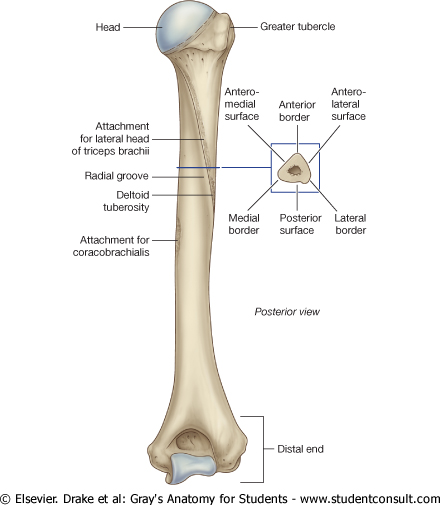 Head
Greater tubercle
Antero-
medial
surface
Anterior
border
Antero-
lateral
surface
Attachment
for lateral head
of triceps brachii
Radial groove
Deltoid
tuberosity
Medial
border
Posterior
surface
Lateral
border
Attachment for
coracobrachialis
Posterior view
Distal end
© Elsevier. Drake et al: Gray's Anatomy for Students - www.studentconsult.com